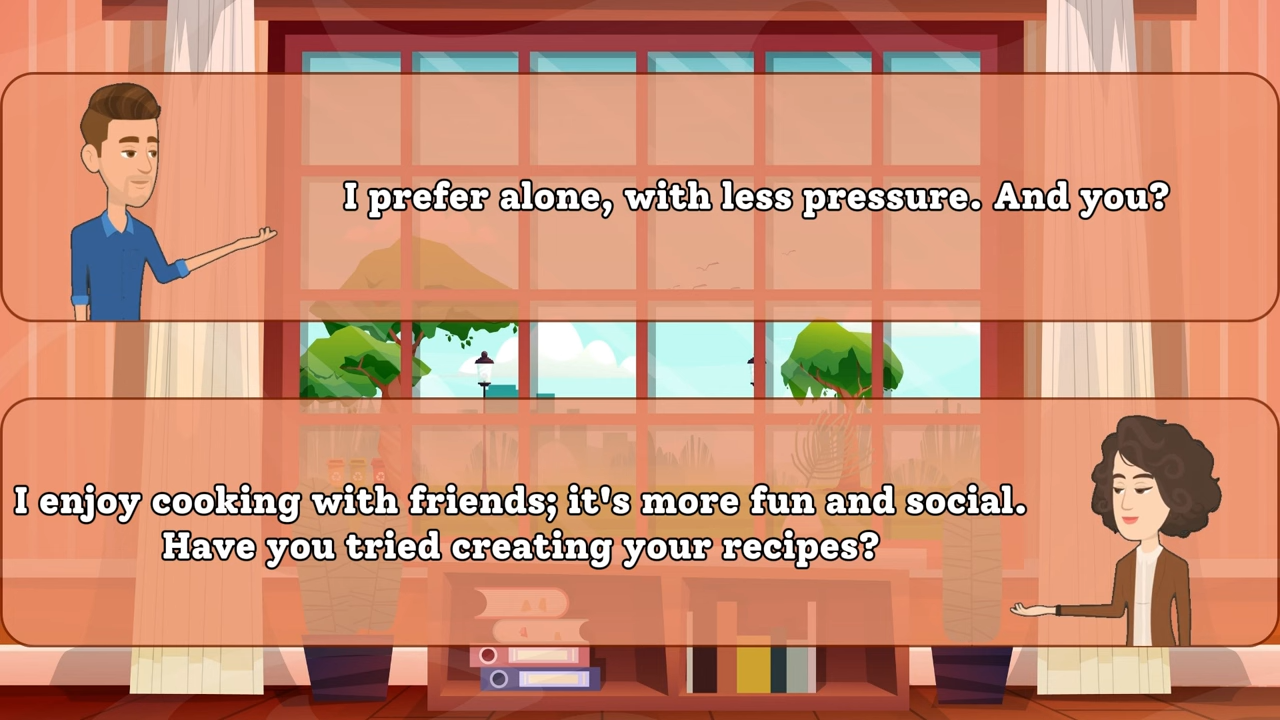 I prefer alone, with less pressure. And you?
I enjoy cooking with friends; it's more fun and social.
Have you tried creating your recipes?